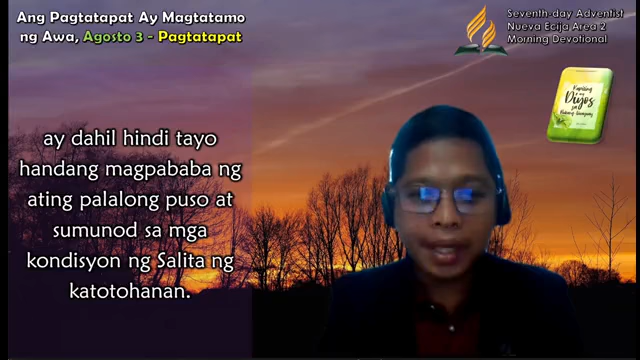 Ang Pagtatapat Ay Magtatamo
ng Awa, Agosto 3 - Pagtatapat
Seventh-day Adventist
Nueva Ecija Area 2
Morning Devotional
Diyos
ay dahil hindi tayo
handang magpababa ng
ating palalong puso at
sumunod sa mga
kondisyon ng Salita ng
katotohanan.